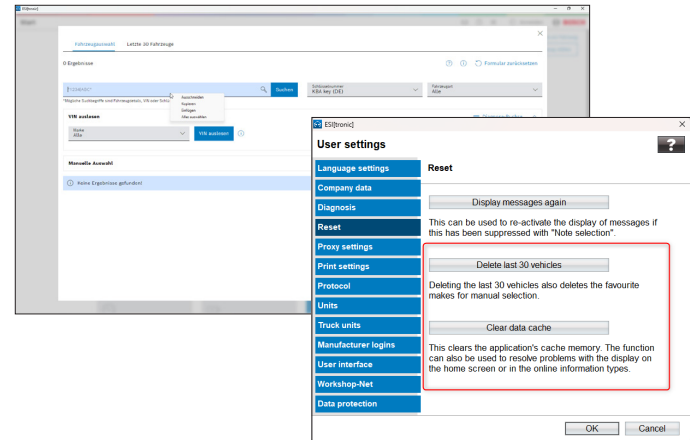 ESI[tronic]
Start
Fahrzeugauswahl
Letzte 30 Fahrzeuge
0 Ergebnisse
Formular zurücksetzen
Suchen
Schlüsselnummer
KBA key (DE)
Fahrzeugart
Alle
Ausschneiden
Kopieren
Einfügen
Alles auswählen
VIN auslesen
Marke
Alle
VIN auslesen
Manuelle Auswahl
Keine Ergebnisse gefunden!
ESI[tronic]
User settings
?
Language settings
Company data
Diagnosis
Reset
Proxy settings
Print settings
Protocol
Units
Truck units
Manufacturer logins
User interface
Workshop-Net
Data protection
Reset
Display messages again
This can be used to re-activate the display of messages if
this has been suppressed with "Note selection".
Delete last 30 vehicles
Deleting the last 30 vehicles also deletes the favourite
makes for manual selection.
Clear data cache
This clears the application's cache memory. The function
can also be used to resolve problems with the display on
the home screen or in the online information types.
OK
Cancel